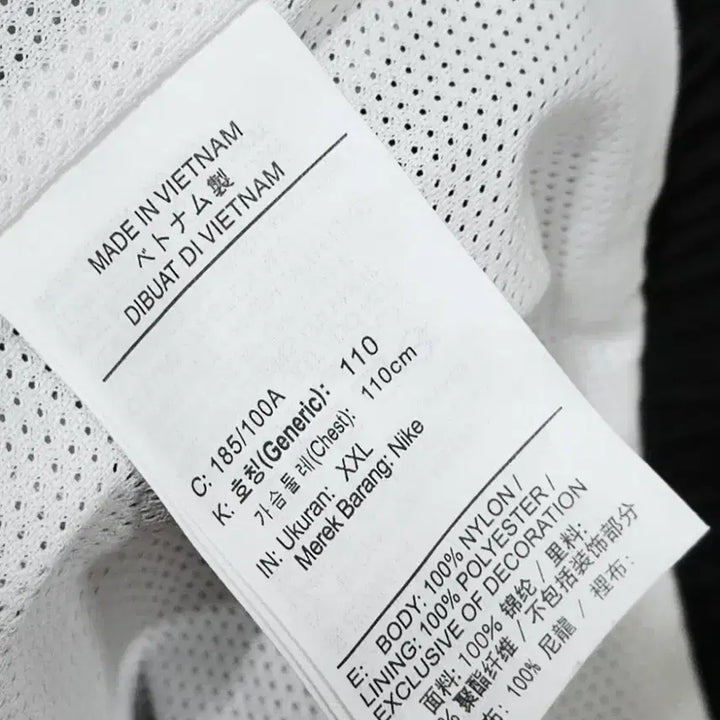 MADE IN VIETNAM
ベトナム製
DIBUAT DI VIETNAM
C: 185/100A
K: 호칭(Generic): 110
가슴둘레(Chest): 110cm
IN: Ukuran: XXL
Merek Barang: Nike
E: BODY: 100% NYLON /
LINING: 100% POLYESTER /
EXCLUSIVE OF DECORATION
面料: 100% 锦纶 / 里料:
% 聚酯纤维 / 不包括装饰部分
布: 100% 尼龍 / 裡布: